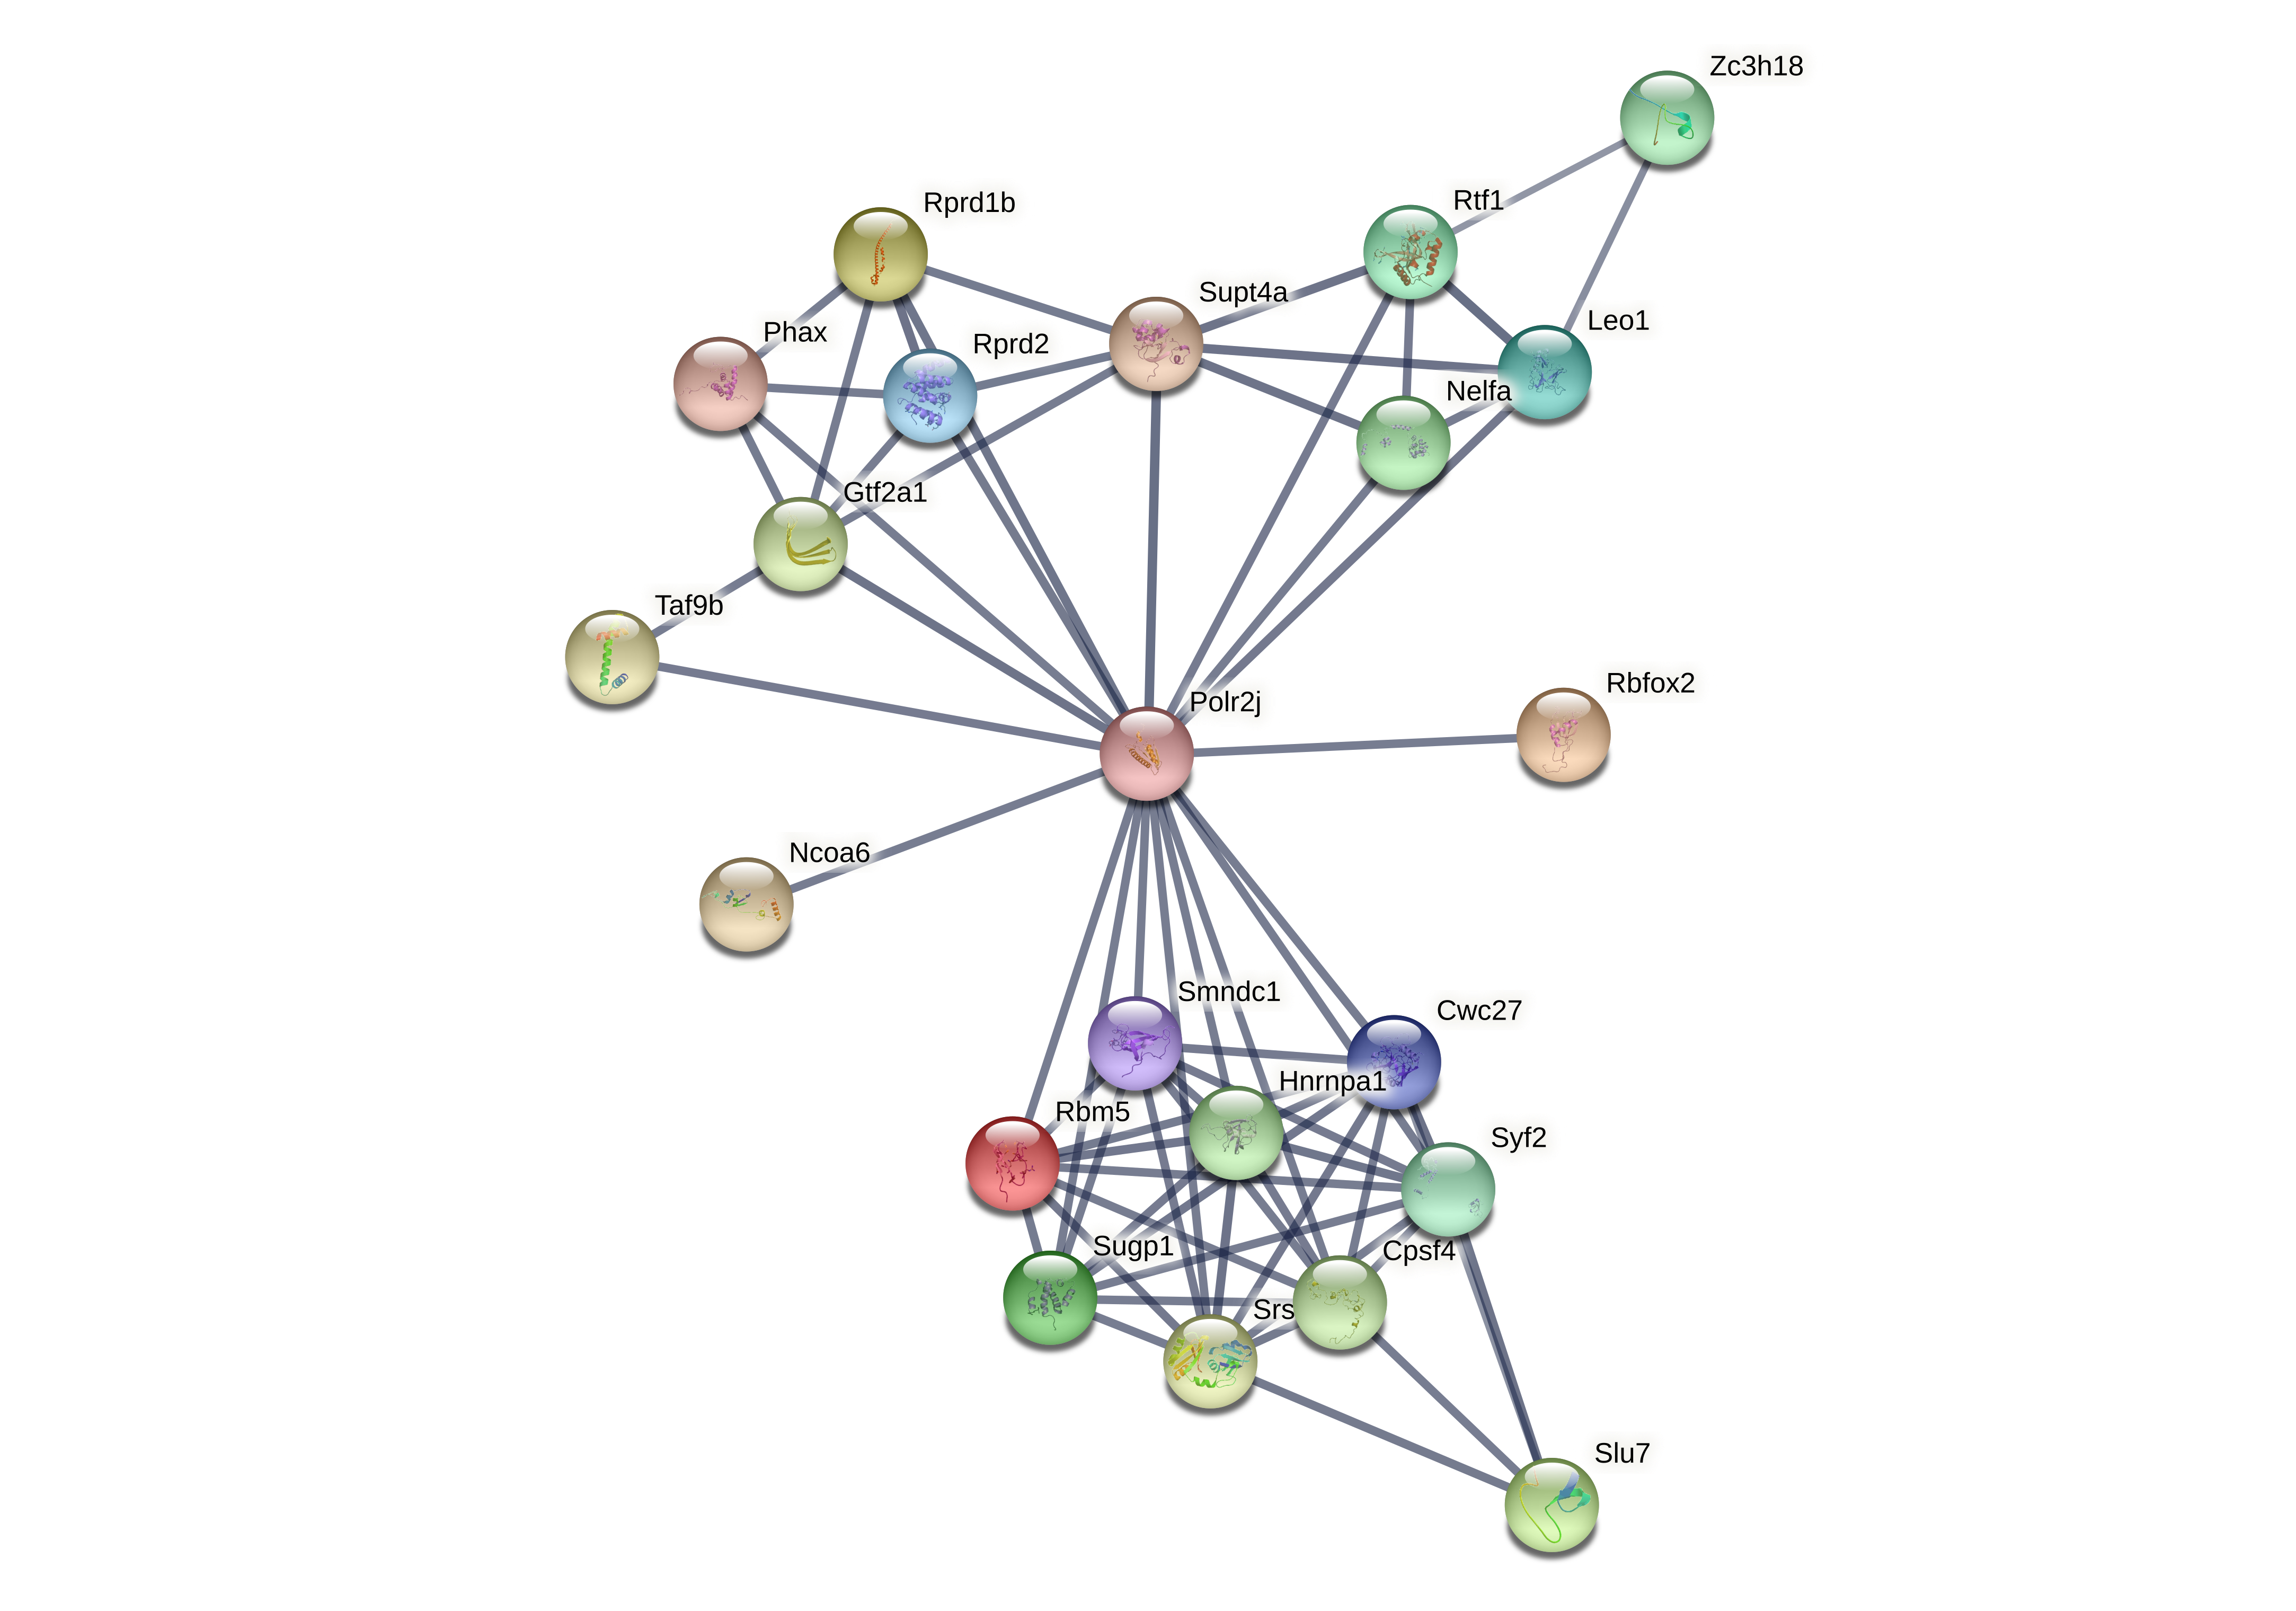 Zc3h18
Rprd1b
Rtf1
Supt4a
Leo1
Phax
Rprd2
Nelfa
Gtf2a1
Taf9b
Rbfox2
Polr2j
Ncoa6
Smndc1
Cwc27
Hnrnpa1
Rbm5
Syf2
Sugp1
Cpsf4
Srs
Slu7